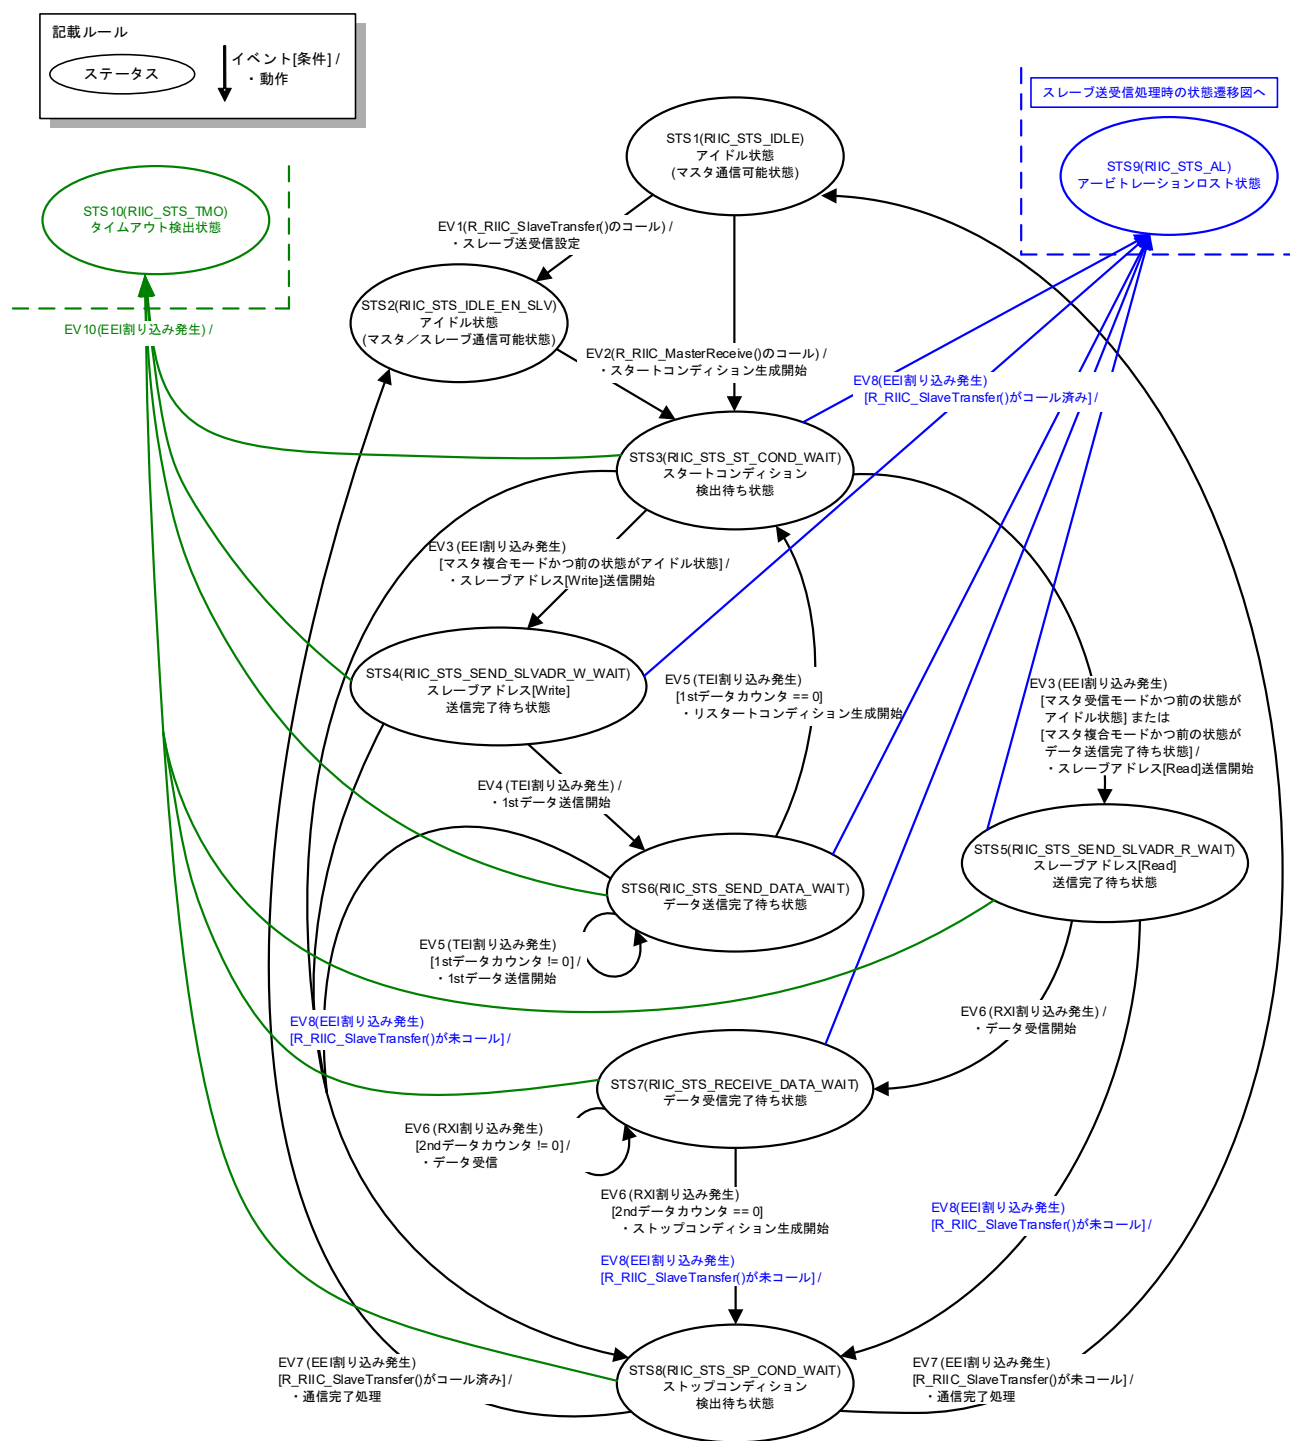 記載ルール
ステータス
イベント[条件] /
・動作
スレーブ送受信処理時の状態遷移図へ
STS1(RIIC_STS_IDLE)
アイドル状態
(マスタ通信可能状態)
STS9(RIIC_STS_AL)
アービトレーションロスト状態
STS10(RIIC_STS_TMO)
タイムアウト検出状態
EV1(R_RIIC_SlaveTransfer()のコール) /
・スレーブ送受信設定
STS2(RIIC_STS_IDLE_EN_SLV)
アイドル状態
(マスタ／スレーブ通信可能状態)
EV10(EEI割り込み発生) /
EV2(R_RIIC_MasterReceive()のコール) /
・スタートコンディション生成開始
EV8(EEI割り込み発生)
[R_RIIC_SlaveTransfer()がコール済み] /
STS3(RIIC_STS_ST_COND_WAIT)
スタートコンディション
検出待ち状態
EV3 (EEI割り込み発生)
[マスタ複合モードかつ前の状態がアイドル状態] /
・スレーブアドレス[Write]送信開始
STS4(RIIC_STS_SEND_SLVADR_W_WAIT)
スレーブアドレス[Write]
送信完了待ち状態
EV5 (TEI割り込み発生)
[1stデータカウンタ == 0]
・リスタートコンディション生成開始
EV3 (EEI割り込み発生)
[マスタ受信モードかつ前の状態が
アイドル状態] または
[マスタ複合モードかつ前の状態が
データ送信完了待ち状態] /
・スレーブアドレス[Read]送信開始
EV4 (TEI割り込み発生) /
・1stデータ送信開始
STS5(RIIC_STS_SEND_SLVADR_R_WAIT)
スレーブアドレス[Read]
送信完了待ち状態
STS6(RIIC_STS_SEND_DATA_WAIT)
データ送信完了待ち状態
EV5 (TEI割り込み発生)
[1stデータカウンタ != 0] /
・1stデータ送信開始
EV8(EEI割り込み発生)
[R_RIIC_SlaveTransfer()が未コール] /
EV6 (RXI割り込み発生) /
・データ受信開始
STS7(RIIC_STS_RECEIVE_DATA_WAIT)
データ受信完了待ち状態
EV6 (RXI割り込み発生)
[2ndデータカウンタ != 0] /
・データ受信
EV6 (RXI割り込み発生)
[2ndデータカウンタ == 0]
・ストップコンディション生成開始
EV8(EEI割り込み発生)
[R_RIIC_SlaveTransfer()が未コール] /
EV8(EEI割り込み発生)
[R_RIIC_SlaveTransfer()が未コール] /
EV7 (EEI割り込み発生)
[R_RIIC_SlaveTransfer()がコール済み] /
・通信完了処理
STS8(RIIC_STS_SP_COND_WAIT)
ストップコンディション
検出待ち状態
EV7 (EEI割り込み発生)
[R_RIIC_SlaveTransfer()が未コール] /
・通信完了処理